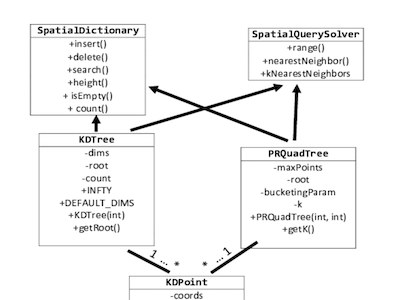 SpatialDictionary
+insert()
+delete()
+search()
+height()
+ isEmpty()
+ count()
SpatialQuerySolver
+range()
+nearestNeighbor()
+kNearestNeighbors
KDTree
-dims
-root
-count
+INFTY
+DEFAULT_DIMS
+KDTree(int)
+getRoot()
PRQuadTree
-maxPoints
-root
-bucketingParam
-k
+PRQuadTree(int, int)
+getK()
1 ... *
* ...1
KDPoint
-coords